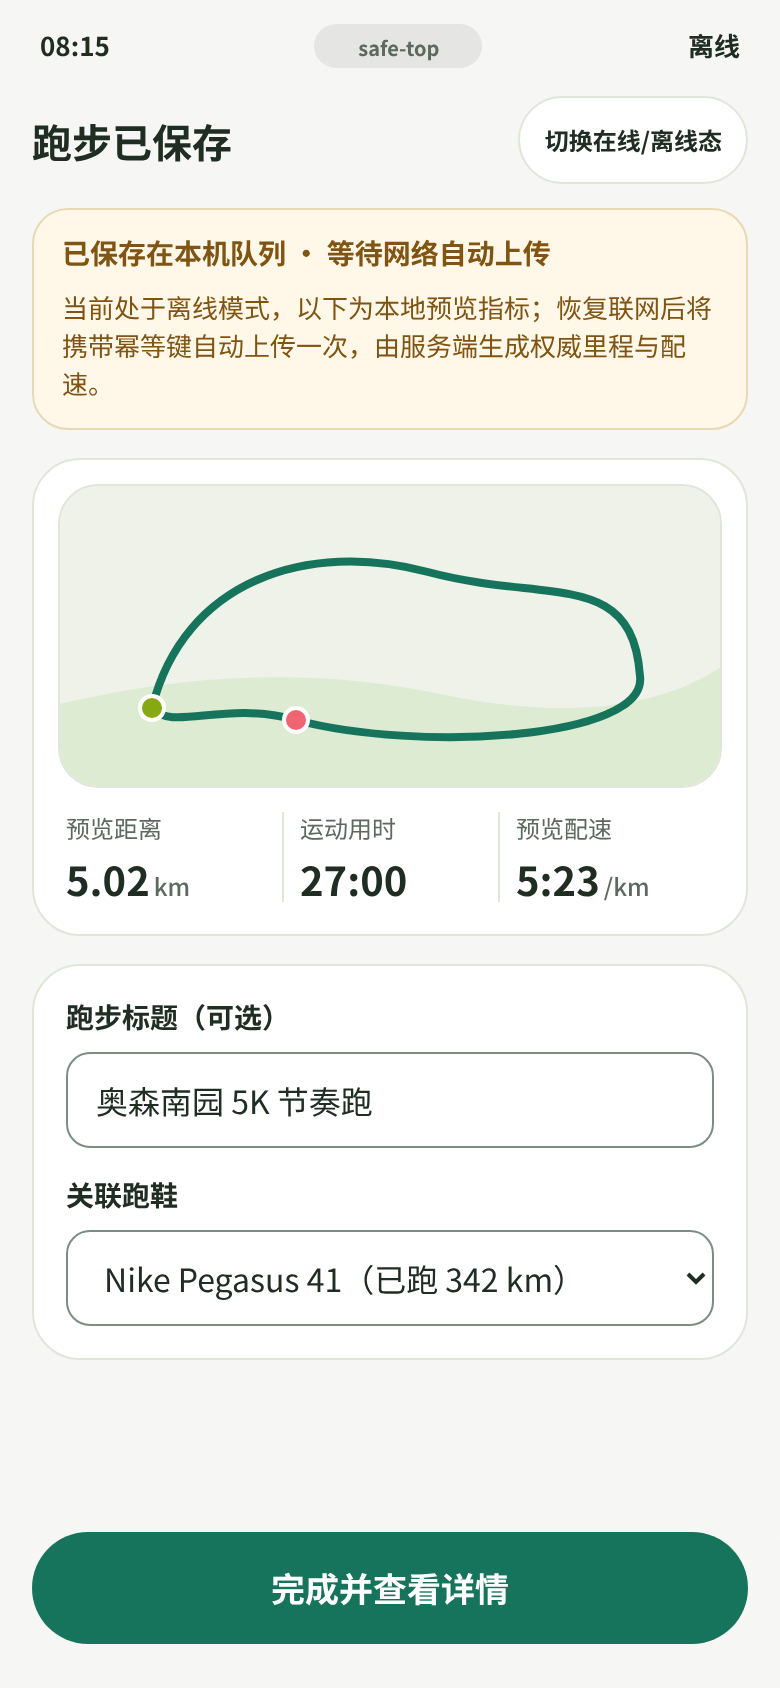 08:15
safe-top
离线
跑步已保存
切换在线/离线态
已保存在本机队列 · 等待网络自动上传
当前处于离线模式，以下为本地预览指标；恢复联网后将
携带幂等键自动上传一次，由服务端生成权威里程与配
速。
预览距离
5.02 km
运动用时
27:00
预览配速
5:23 /km
跑步标题（可选）
奥森南园 5K 节奏跑
关联跑鞋
Nike Pegasus 41（已跑 342 km）
完成并查看详情